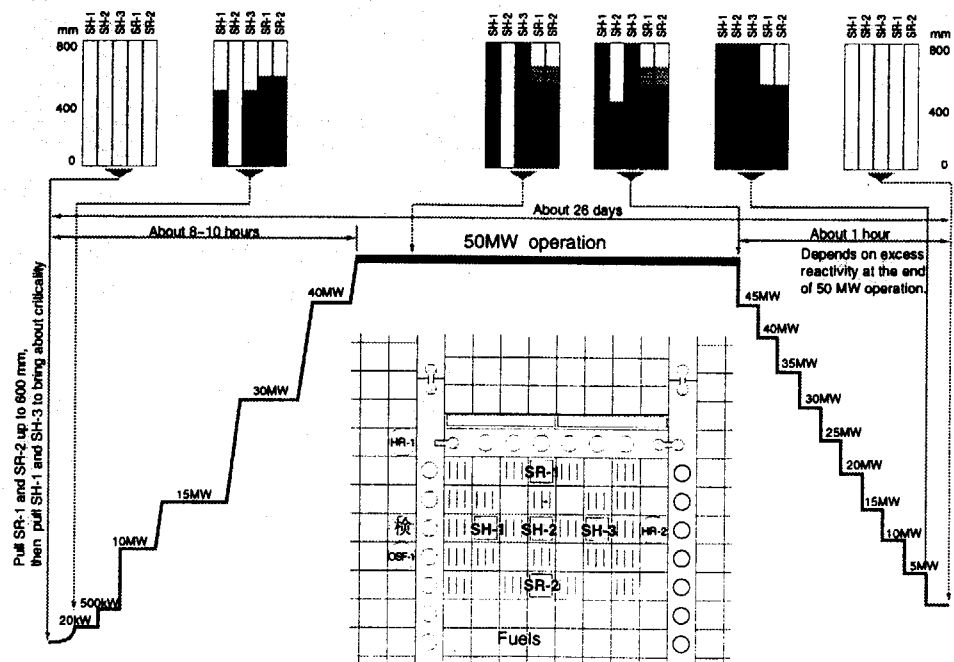 mm
SH-1 SH-2 SH-3 SR-1 SR-2
SH-1 SH-2 SH-3 SR-1 SR-2
SH-1 SH-2 SH-3 SR-1 SR-2
SH-1 SH-2 SH-3 SR-1 SR-2
SH-1 SH-2 SH-3 SR-1 SR-2
SH-1 SH-2 SH-3 SR-1 SR-2
mm
800
400
0
800
400
0
About 26 days
About 8~10 hours
50MW operation
About 1 hour
Depends on excess
reactivity at the end
of 50 MW operation.
Pull SR-1 and SR-2 up to 600 mm,
then pull SH-1 and SH-3 to bring about criticality
20kW
500kW
10MW
15MW
30MW
40MW
45MW
40MW
35MW
30MW
25MW
20MW
15MW
10MW
5MW
HR-1
SR-1
検
SH-1
SH-2
SH-3
HR-2
OSF-1
SR-2
Fuels